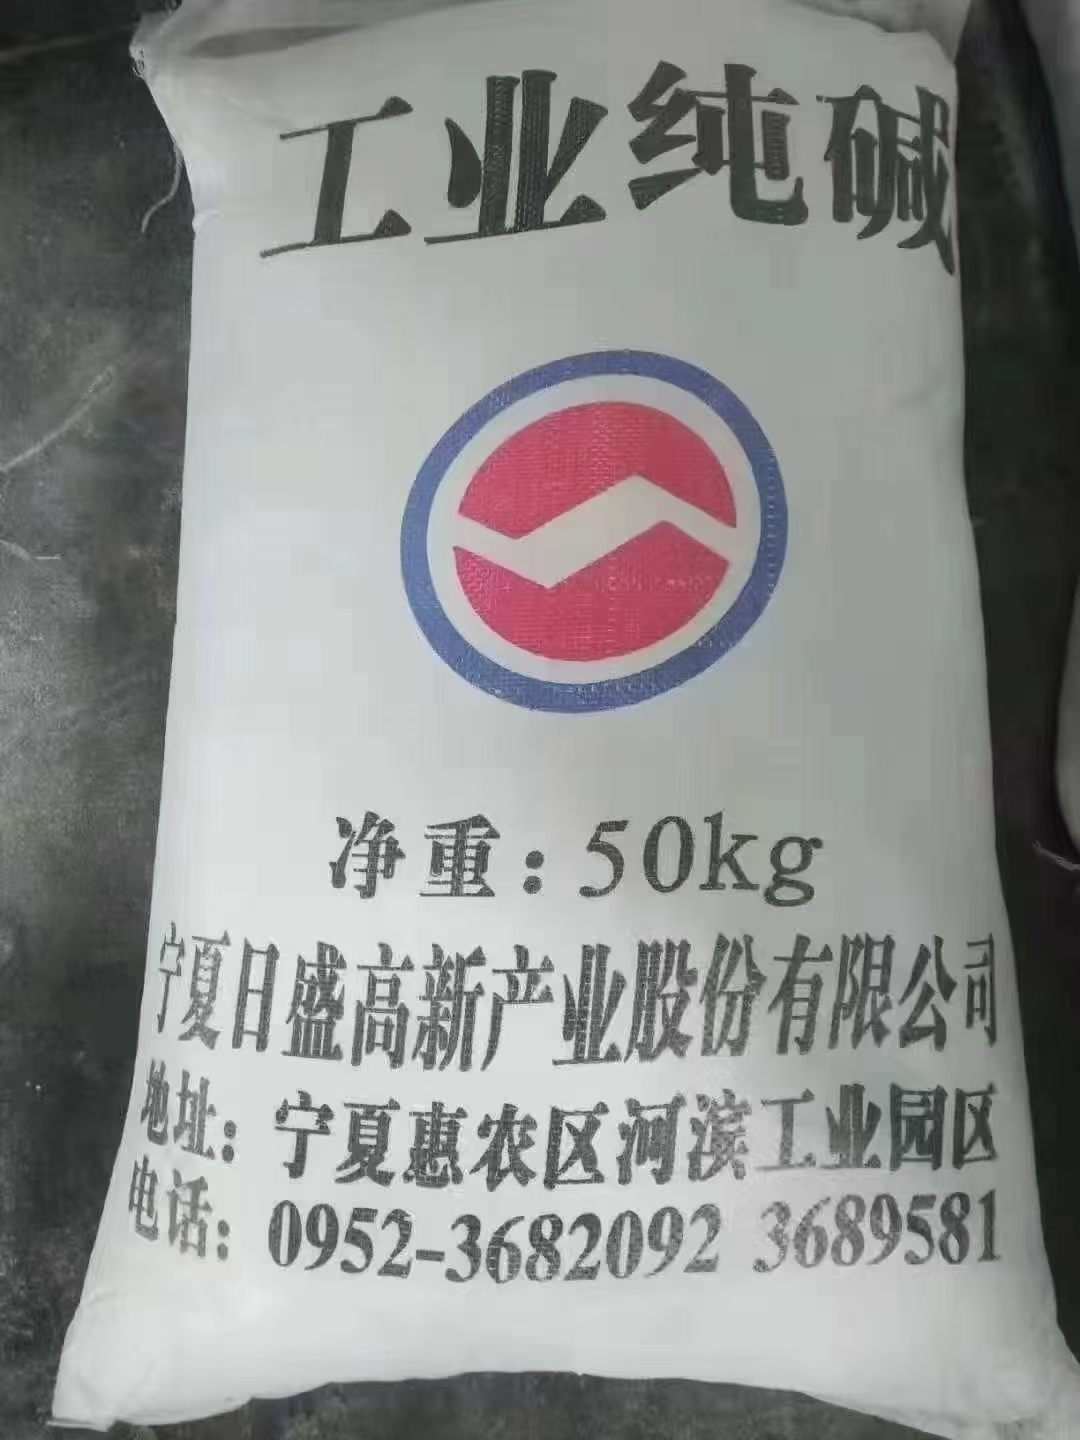 工业纯碱
净重：50kg
宁夏日盛高新产业股份有限公司
地址：宁夏惠农区河滨工业园区
电话：0952-3682092 3689581